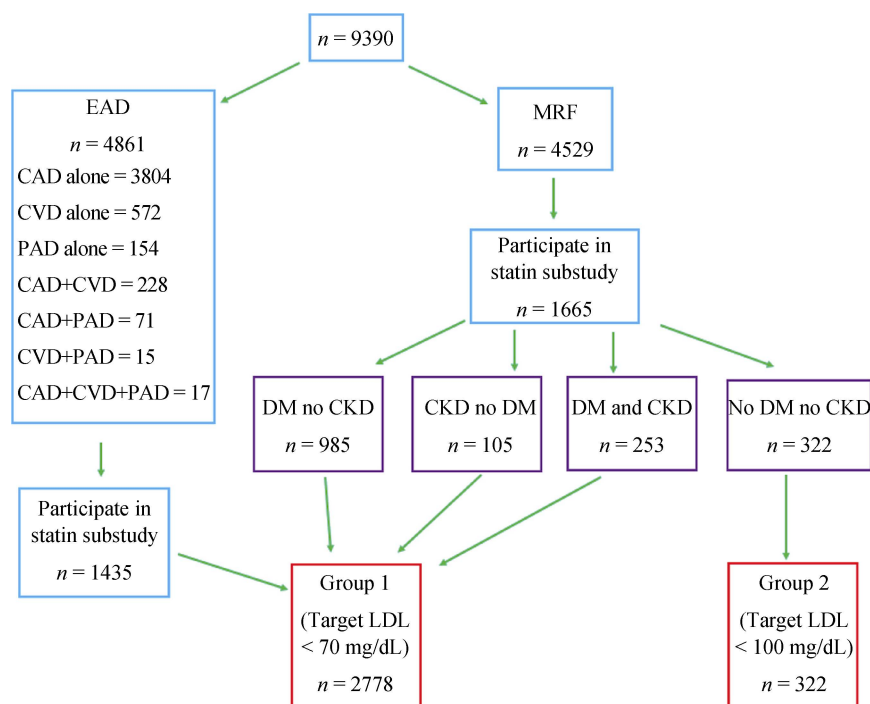 n = 9390
EAD
n = 4861
CAD alone = 3804
CVD alone = 572
PAD alone = 154
CAD+CVD = 228
CAD+PAD = 71
CVD+PAD = 15
CAD+CVD+PAD = 17
MRF
n = 4529
Participate in
statin substudy
n = 1665
DM no CKD
n = 985
CKD no DM
n = 105
DM and CKD
n = 253
No DM no CKD
n = 322
Participate in
statin substudy
n = 1435
Group 1
(Target LDL
< 70 mg/dL)
n = 2778
Group 2
(Target LDL
< 100 mg/dL)
n = 322